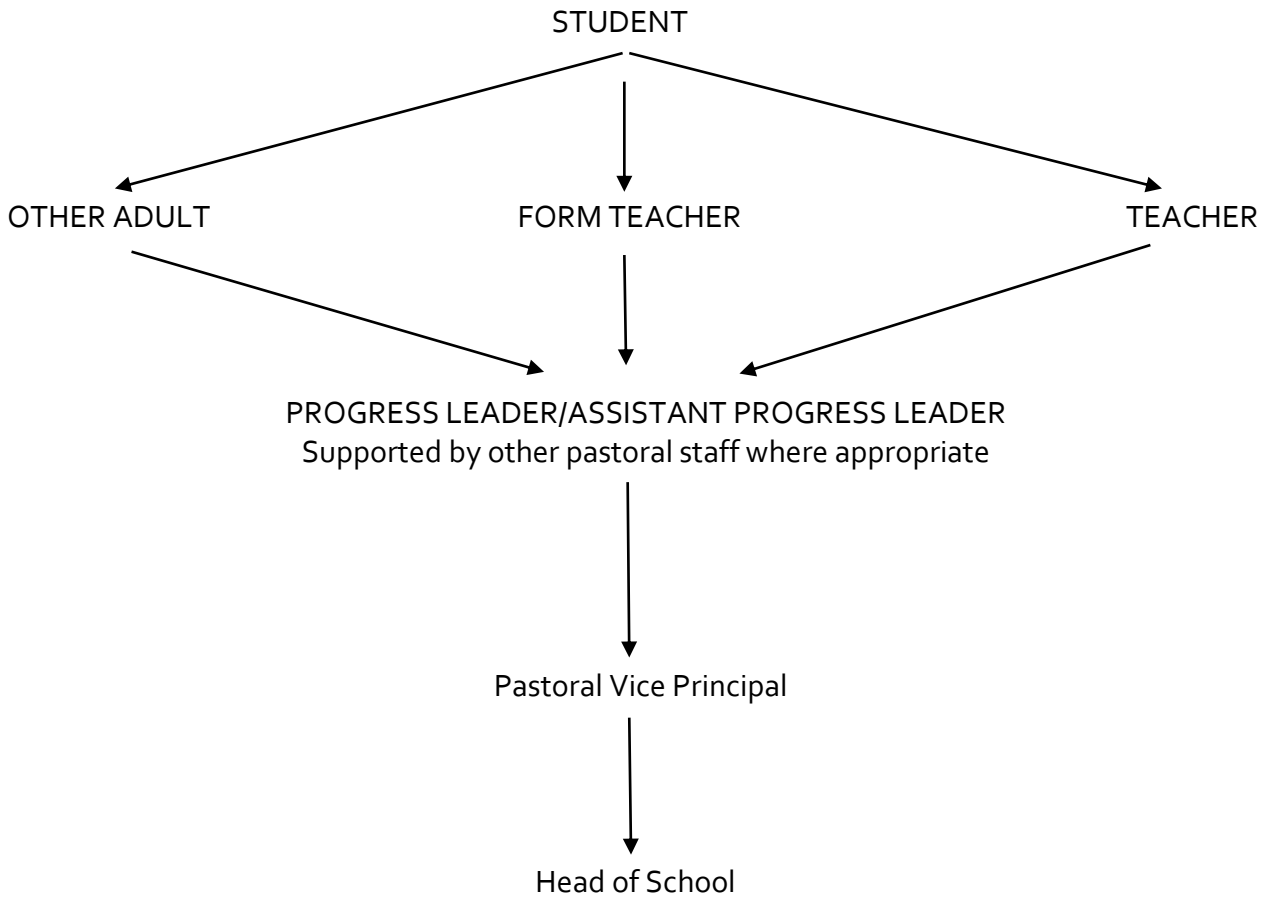 STUDENT
OTHER ADULT
FORM TEACHER
TEACHER
PROGRESS LEADER/ASSISTANT PROGRESS LEADER
Supported by other pastoral staff where appropriate
Pastoral Vice Principal
Head of School